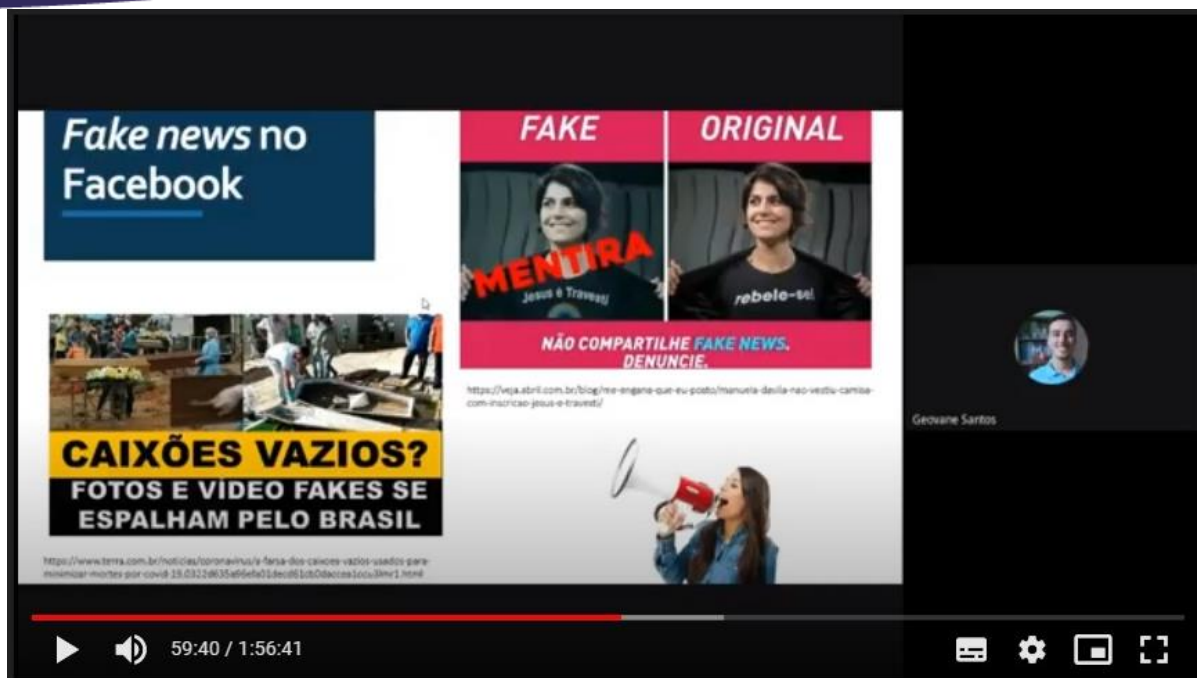 Fake news no
Facebook
FAKE
ORIGINAL
MENTIRA
Jesus é Travesti
rebele-se!
NÃO COMPARTILHE FAKE NEWS.
DENUNCIE.
https://veja.abril.com.br/blog/me-engana-que-eu-posto/manuela-davila-nao-vestiu-camisa-
com-inscricao-jesus-e-travesti/
CAIXÕES VAZIOS?
FOTOS E VÍDEO FAKES SE
ESPALHAM PELO BRASIL
Geovane Santos
59:40 / 1:56:41